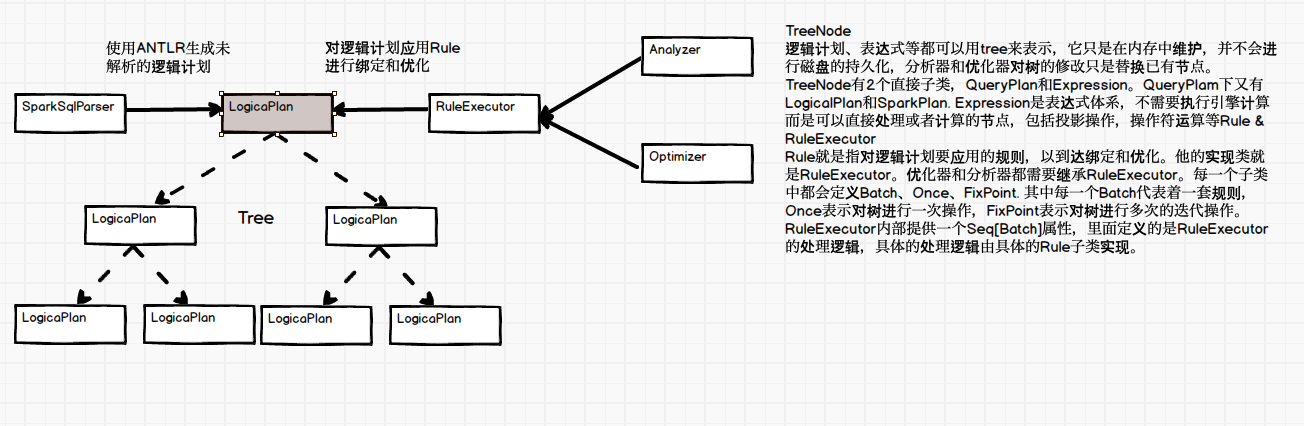 使用ANTLR生成未
解析的逻辑计划
对逻辑计划应用Rule
进行绑定和优化
SparkSqlParser
LogicaPlan
RuleExecutor
Analyzer
Optimizer
LogicaPlan
Tree
LogicaPlan
LogicaPlan
LogicaPlan
LogicaPlan
LogicaPlan
TreeNode
逻辑计划、表达式等都可以用tree来表示，它只是在内存中维护，并不会进
行磁盘的持久化，分析器和优化器对树的修改只是替换已有节点。
TreeNode有2个直接子类，QueryPlan和Expression。QueryPlam下又有
LogicalPlan和SparkPlan. Expression是表达式体系，不需要执行引擎计算
而是可以直接处理或者计算的节点，包括投影操作，操作符运算等Rule &
RuleExecutor
Rule就是指对逻辑计划要应用的规则，以到达绑定和优化。他的实现类就
是RuleExecutor。优化器和分析器都需要继承RuleExecutor。每一个子类
中都会定义Batch、Once、FixPoint. 其中每一个Batch代表着一套规则，
Once表示对树进行一次操作，FixPoint表示对树进行多次的迭代操作。
RuleExecutor内部提供一个Seq[Batch]属性，里面定义的是RuleExecutor
的处理逻辑，具体的处理逻辑由具体的Rule子类实现。